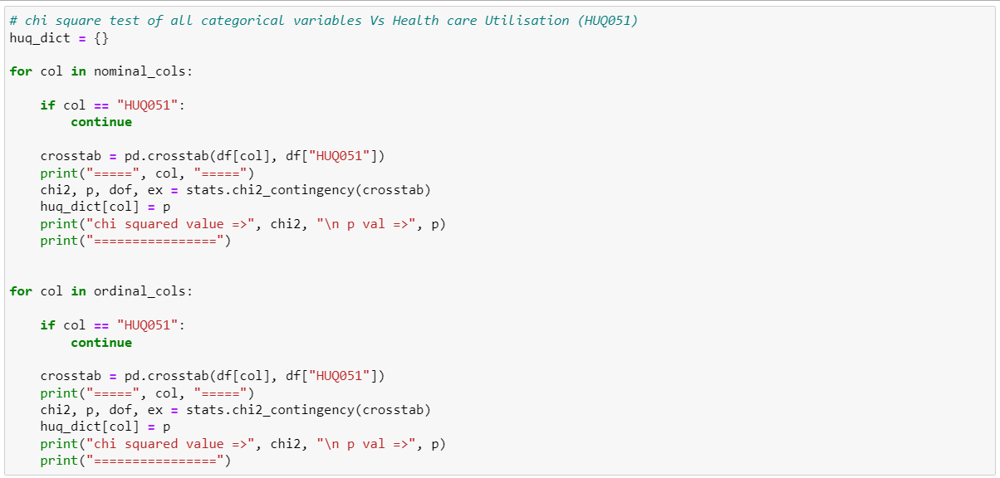 # chi square test of all categorical variables Vs Health care Utilisation (HUQ051)
huq_dict = {}
for col in nominal_cols:
    if col == "HUQ051":
        continue
    crosstab = pd.crosstab(df[col], df["HUQ051"])
    print("=====", col, "=====")
    chi2, p, dof, ex = stats.chi2_contingency(crosstab)
    huq_dict[col] = p
    print("chi squared value =>", chi2, "\n p val =>", p)
    print("================")
for col in ordinal_cols:
    if col == "HUQ051":
        continue
    crosstab = pd.crosstab(df[col], df["HUQ051"])
    print("=====", col, "=====")
    chi2, p, dof, ex = stats.chi2_contingency(crosstab)
    huq_dict[col] = p
    print("chi squared value =>", chi2, "\n p val =>", p)
    print("================")